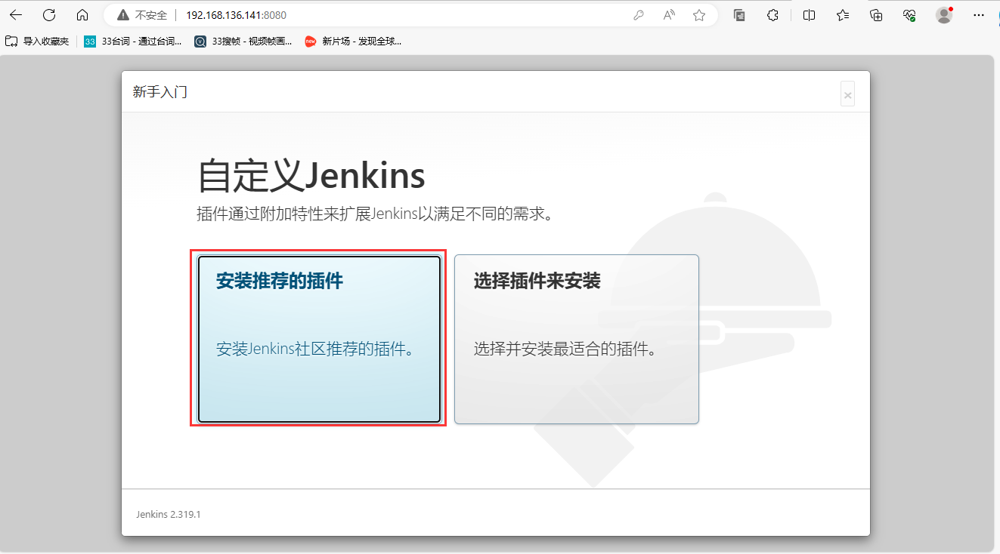 不安全
192.168.136.141:8080
导入收藏夹
33
33台词 - 通过台词...
33搜帧 - 视频帧画...
new
新片场 - 发现全球...
新手入门
×
自定义Jenkins
插件通过附加特性来扩展Jenkins以满足不同的需求。
安装推荐的插件
安装Jenkins社区推荐的插件。
选择插件来安装
选择并安装最适合的插件。
Jenkins 2.319.1